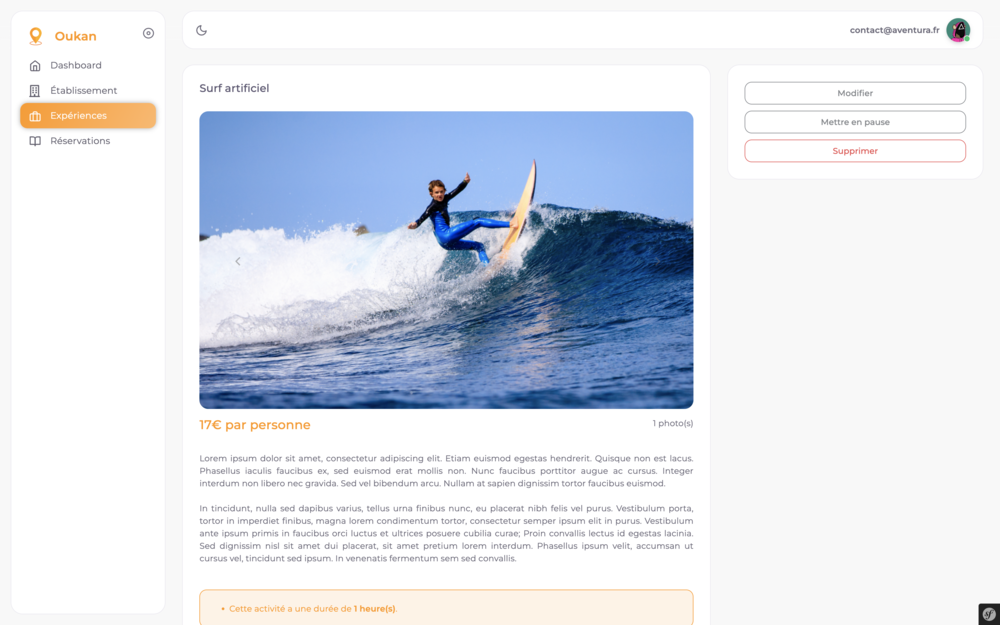 Oukan
Dashboard
Établissement
Expériences
Réservations
contact@aventura.fr
Surf artificiel
17€ par personne
1 photo(s)
Lorem ipsum dolor sit amet, consectetur adipiscing elit. Etiam euismod egestas hendrerit. Quisque non est lacus.
Phasellus iaculis faucibus ex, sed euismod erat mollis non. Nunc faucibus porttitor augue ac cursus. Integer
interdum non libero nec gravida. Sed vel bibendum arcu. Nullam at sapien dignissim tortor faucibus euismod.
In tincidunt, nulla sed dapibus varius, tellus urna finibus nunc, eu placerat nibh felis vel purus. Vestibulum porta,
tortor in imperdiet finibus, magna lorem condimentum tortor, consectetur semper ipsum elit in purus. Vestibulum
ante ipsum primis in faucibus orci luctus et ultrices posuere cubilia curae; Proin convallis lectus id egestas lacinia.
Sed dignissim nisl sit amet dui placerat, sit amet pretium lorem interdum. Phasellus ipsum velit, accumsan ut
cursus vel, tincidunt sed ipsum. In venenatis fermentum sem sed convallis.
• Cette activité a une durée de 1 heure(s).
Modifier
Mettre en pause
Supprimer